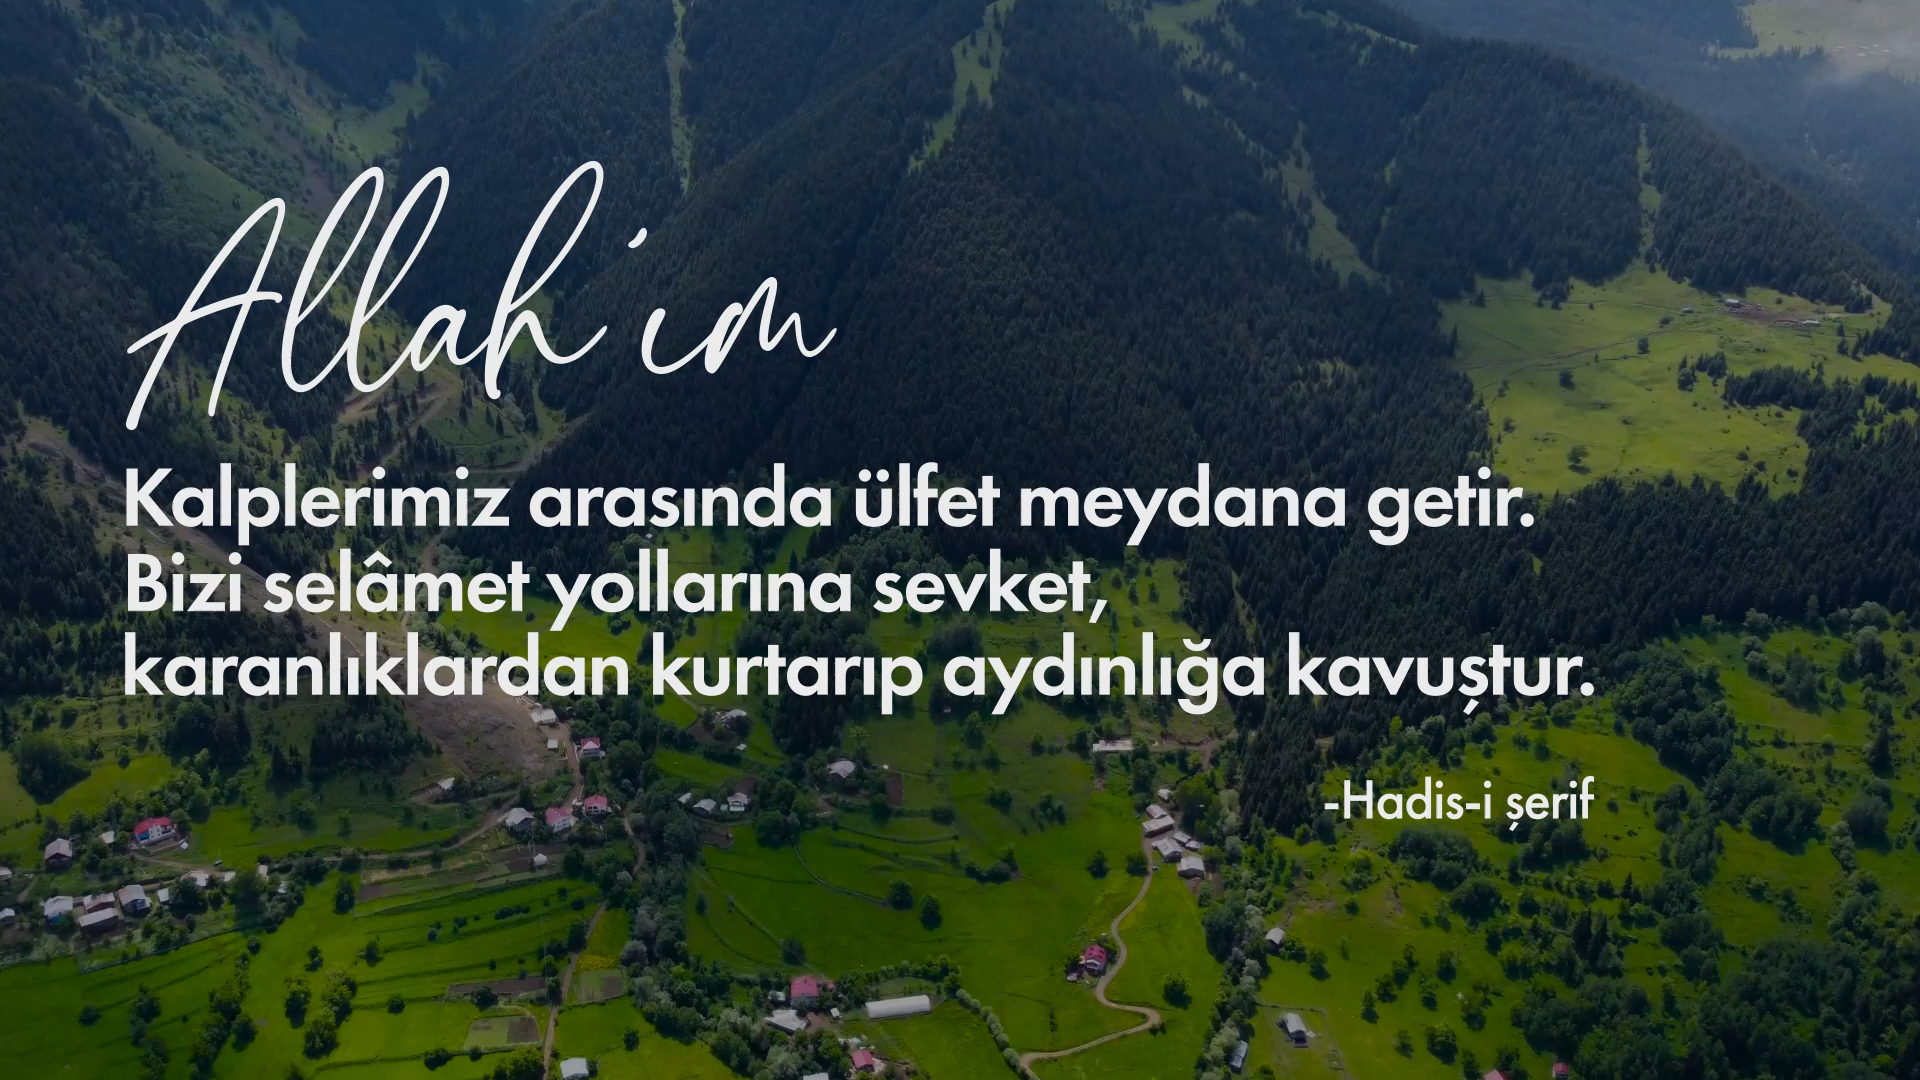 Allah'ım
Kalplerimiz arasında ülfet meydana getir.
Bizi selâmet yollarına sevket,
karanlıklardan kurtarıp aydınlığa kavuştur.
-Hadis-i şerif